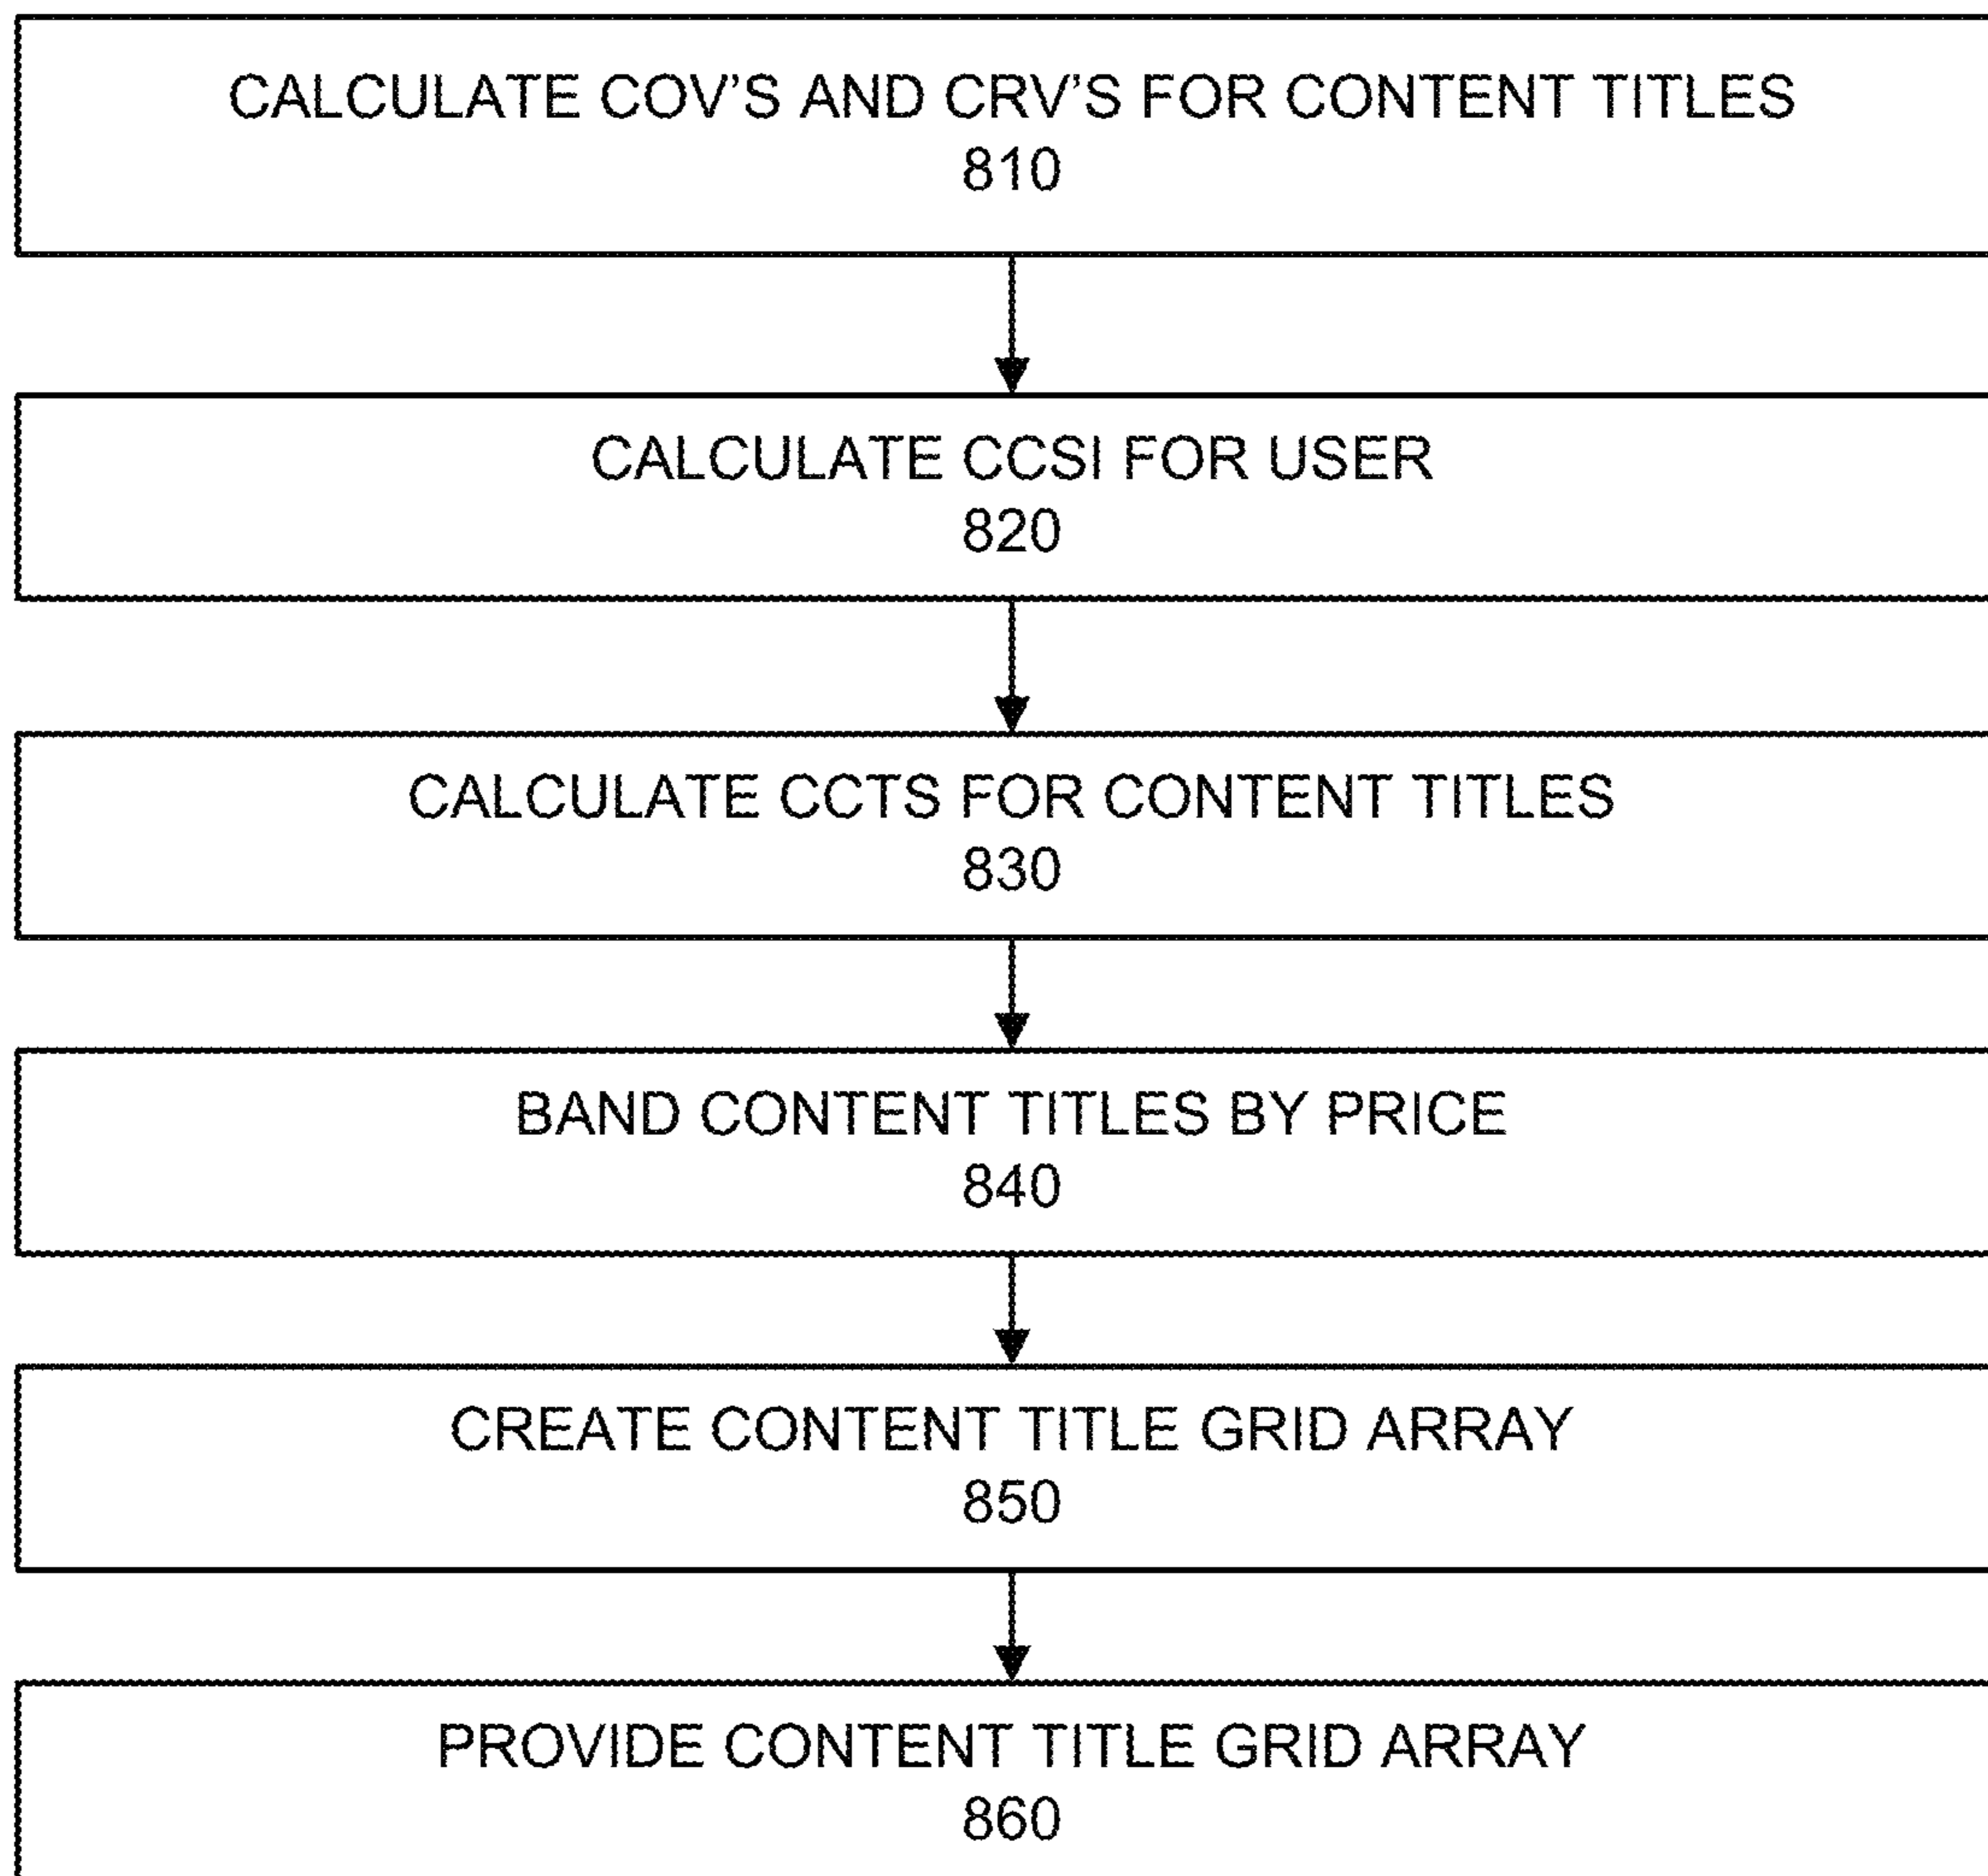 CALCULATE COV'S AND CRV'S FOR CONTENT TITLES
810
CALCULATE CCSI FOR USER
820
CALCULATE CCTS FOR CONTENT TITLES
830
BAND CONTENT TITLES BY PRICE
840
CREATE CONTENT TITLE GRID ARRAY
850
PROVIDE CONTENT TITLE GRID ARRAY
860